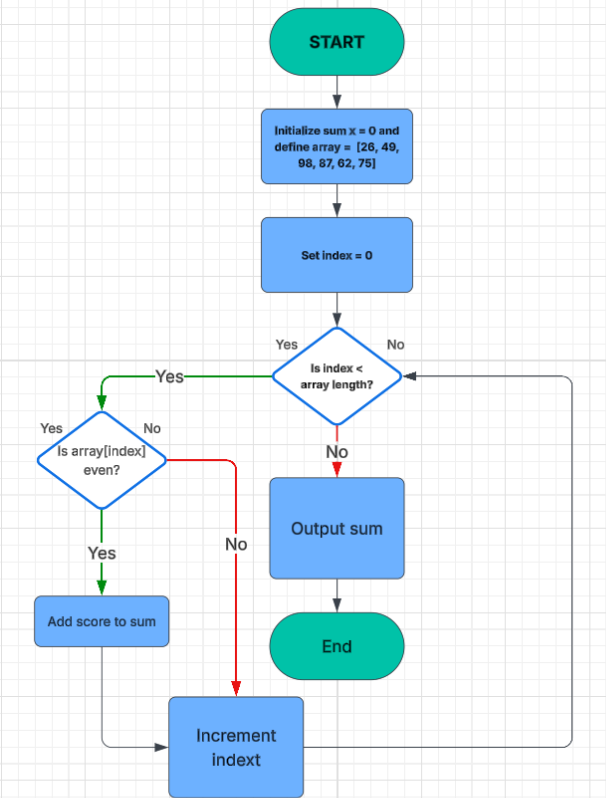 START
Initialize sum x = 0 and
define array = [26, 49,
98, 87, 62, 75]
Set index = 0
Yes
No
Is index <
array length?
Yes
Yes
No
Is array[index]
even?
No
Output sum
No
Yes
Add score to sum
End
Increment
indext